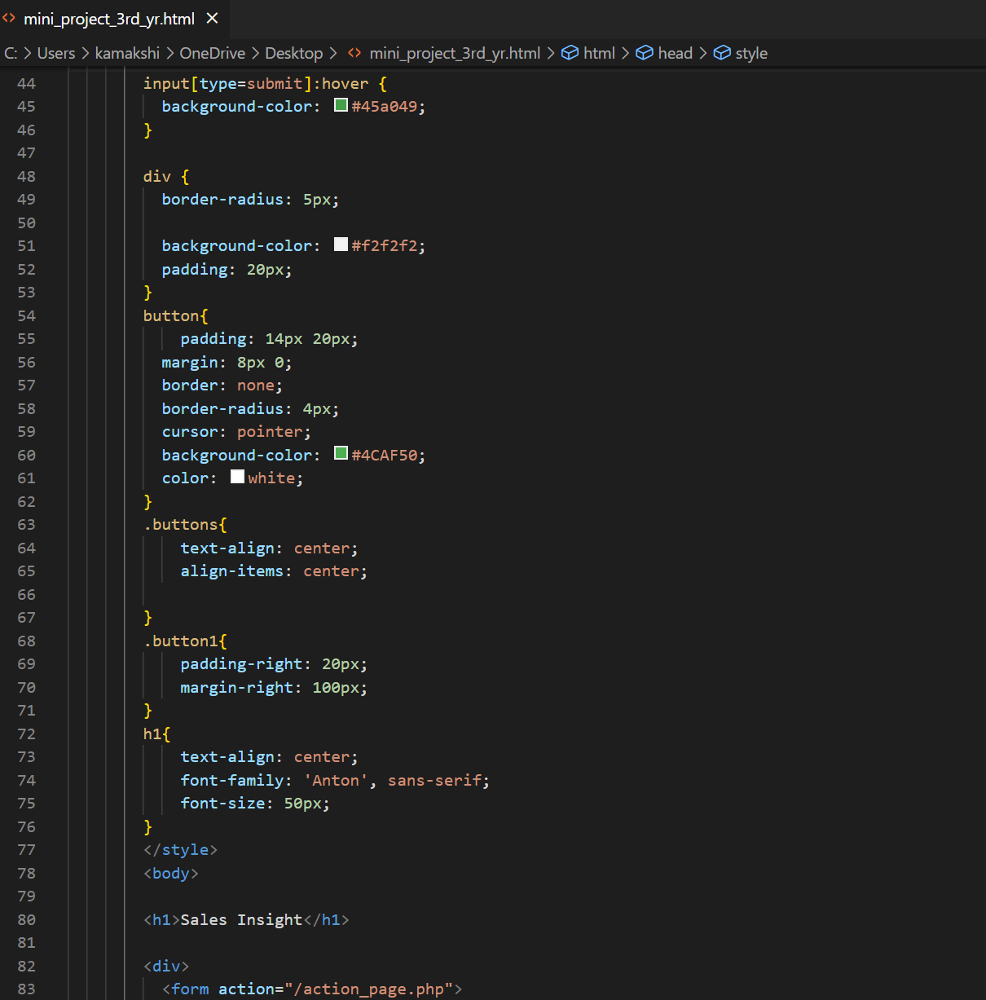 <> mini_project_3rd_yr.html ×
C: > Users > kamakshi > OneDrive > Desktop > <> mini_project_3rd_yr.html > html > head > style
44 input[type=submit]:hover {
45 background-color: #45a049;
46 }
47
48 div {
49 border-radius: 5px;
50
51 background-color: #f2f2f2;
52 padding: 20px;
53 }
54 button{
55 padding: 14px 20px;
56 margin: 8px 0;
57 border: none;
58 border-radius: 4px;
59 cursor: pointer;
60 background-color: #4CAF50;
61 color: white;
62 }
63 .buttons{
64 text-align: center;
65 align-items: center;
66
67 }
68 .button1{
69 padding-right: 20px;
70 margin-right: 100px;
71 }
72 h1{
73 text-align: center;
74 font-family: 'Anton', sans-serif;
75 font-size: 50px;
76 }
77 </style>
78 <body>
79
80 <h1>Sales Insight</h1>
81
82 <div>
83 <form action="/action_page.php">